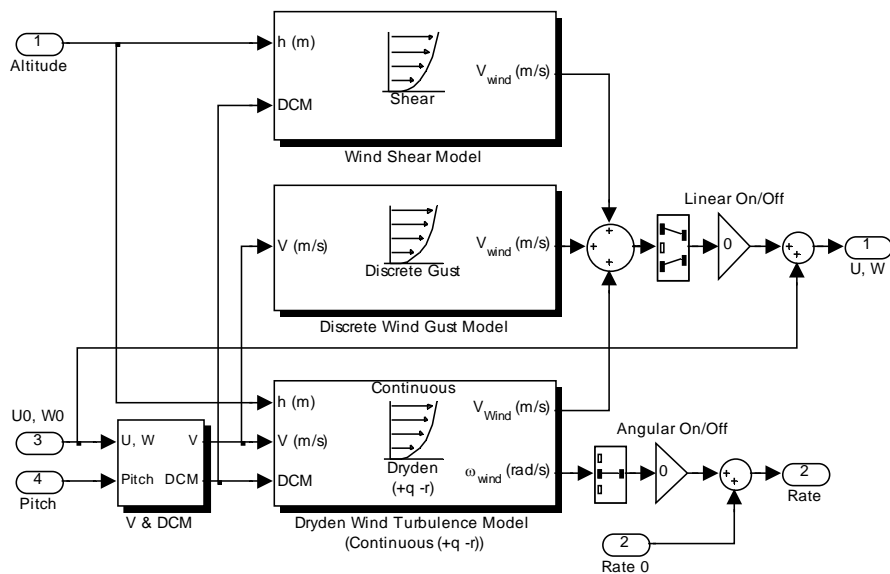 1
Altitude
h (m)
DCM
Shear
V wind (m/s)
Wind Shear Model
V (m/s)
Discrete Gust
V wind (m/s)
Discrete Wind Gust Model
+
+
+
Linear On/Off
0
+
+
1
U, W
U0, W0
3
4
Pitch
U, W
Pitch
V
DCM
V & DCM
Continuous
h (m)
V (m/s)
DCM
Dryden
(+q -r)
V Wind (m/s)
ω wind (rad/s)
Dryden Wind Turbulence Model
(Continuous (+q -r))
Angular On/Off
0
+
+
2
Rate
2
Rate 0